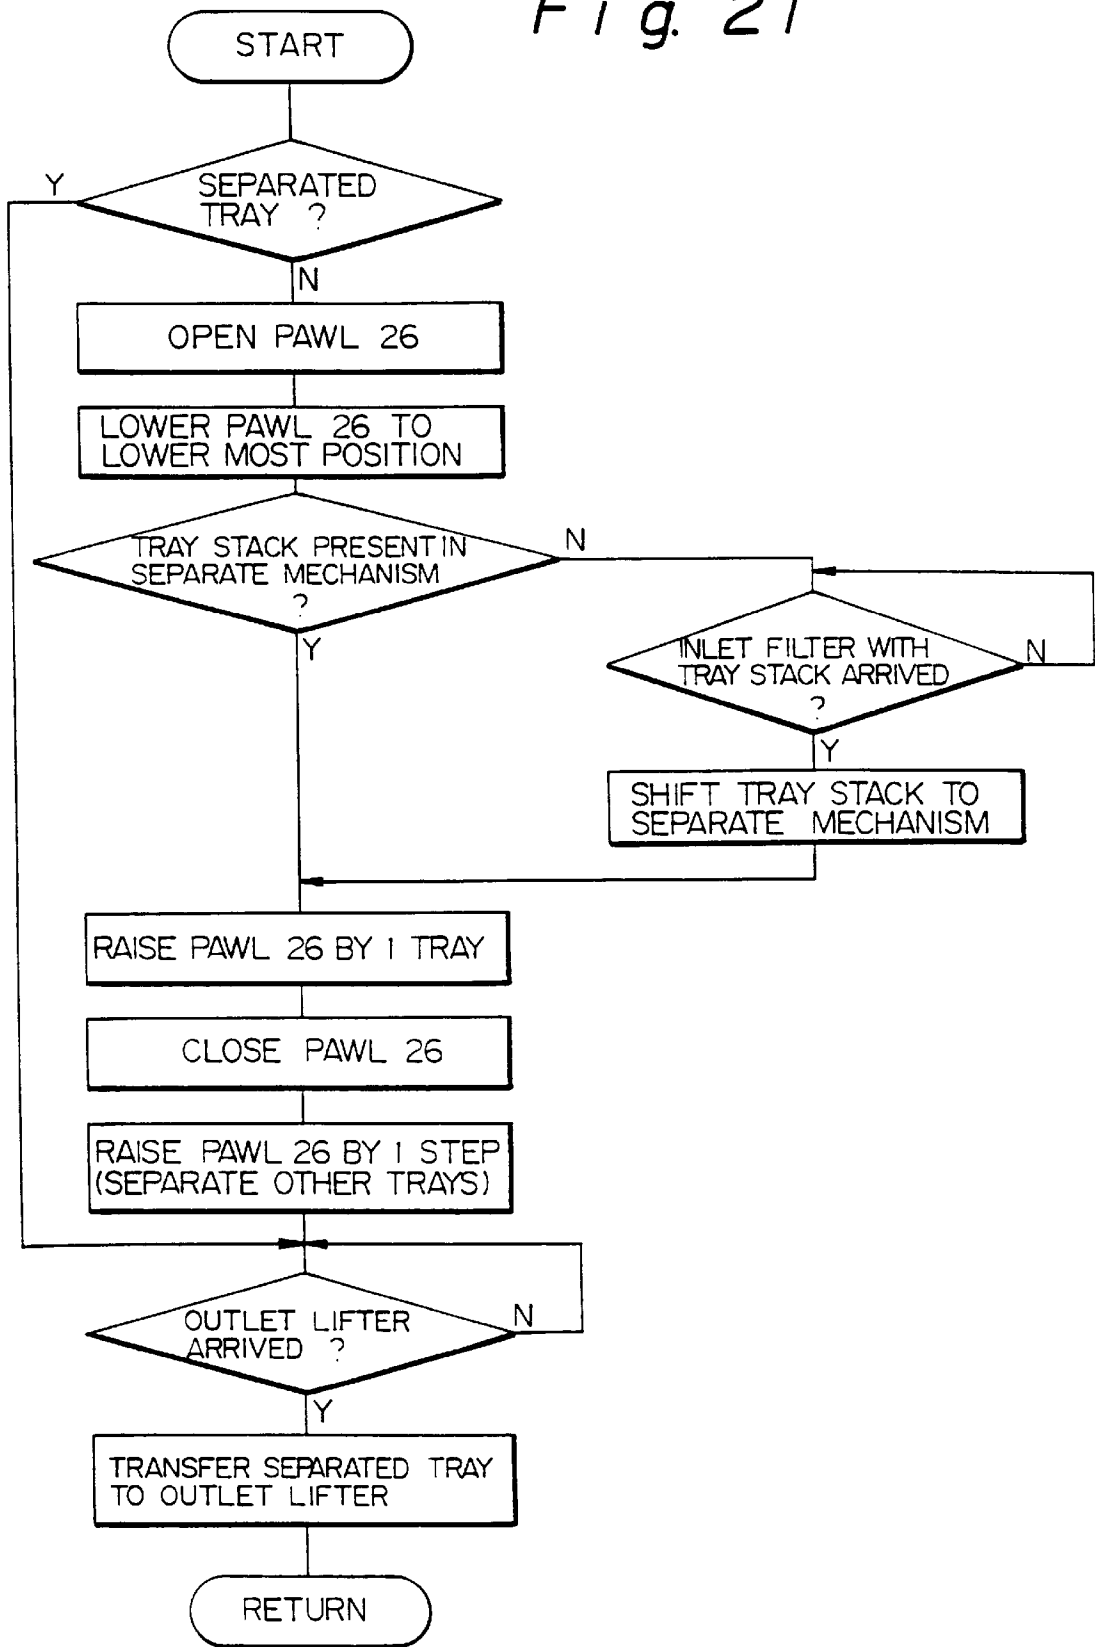 Fig. 21
START
SEPARATED
TRAY ?
Y
N
OPEN PAWL 26
LOWER PAWL 26 TO
LOWER MOST POSITION
TRAY STACK PRESENT IN
SEPARATE MECHANISM
?
N
Y
INLET FILTER WITH
TRAY STACK ARRIVED
?
N
Y
SHIFT TRAY STACK TO
SEPARATE MECHANISM
RAISE PAWL 26 BY 1 TRAY
CLOSE PAWL 26
RAISE PAWL 26 BY 1 STEP
(SEPARATE OTHER TRAYS)
OUTLET LIFTER
ARRIVED ?
N
Y
TRANSFER SEPARATED TRAY
TO OUTLET LIFTER
RETURN